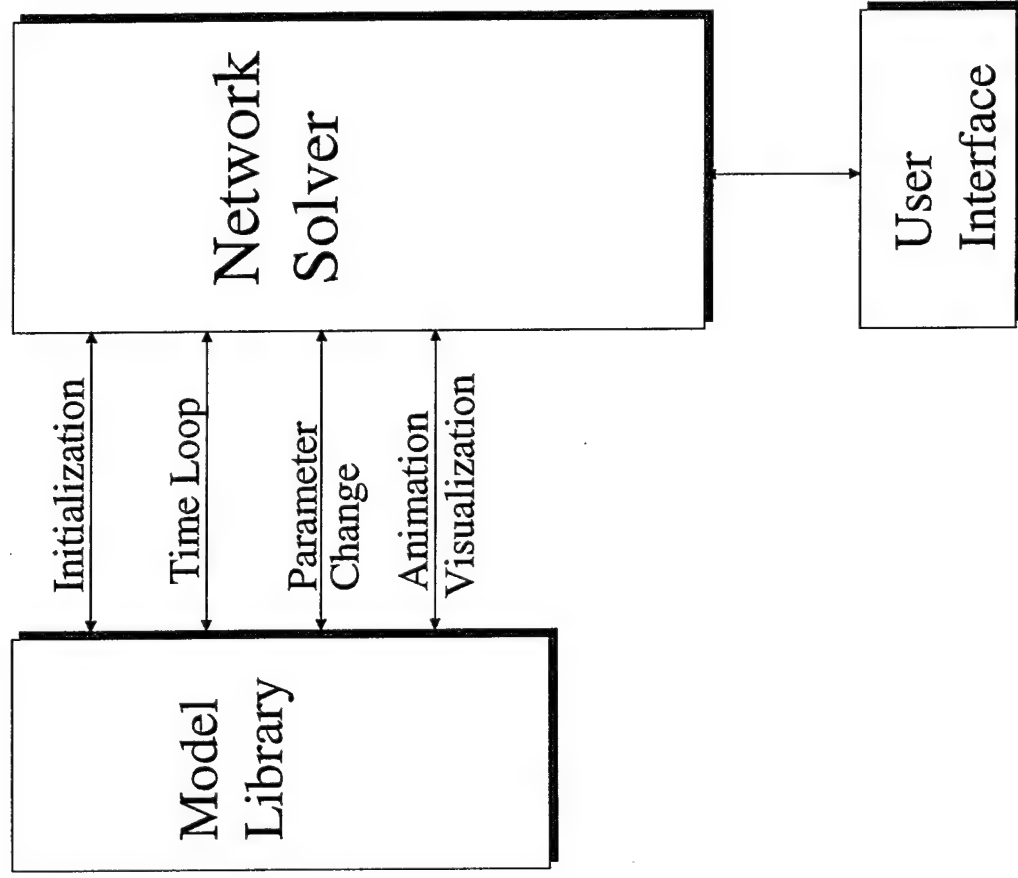 Model
Library
Initialization
Time Loop
Parameter
Change
Animation
Visualization
Network
Solver
User
Interface